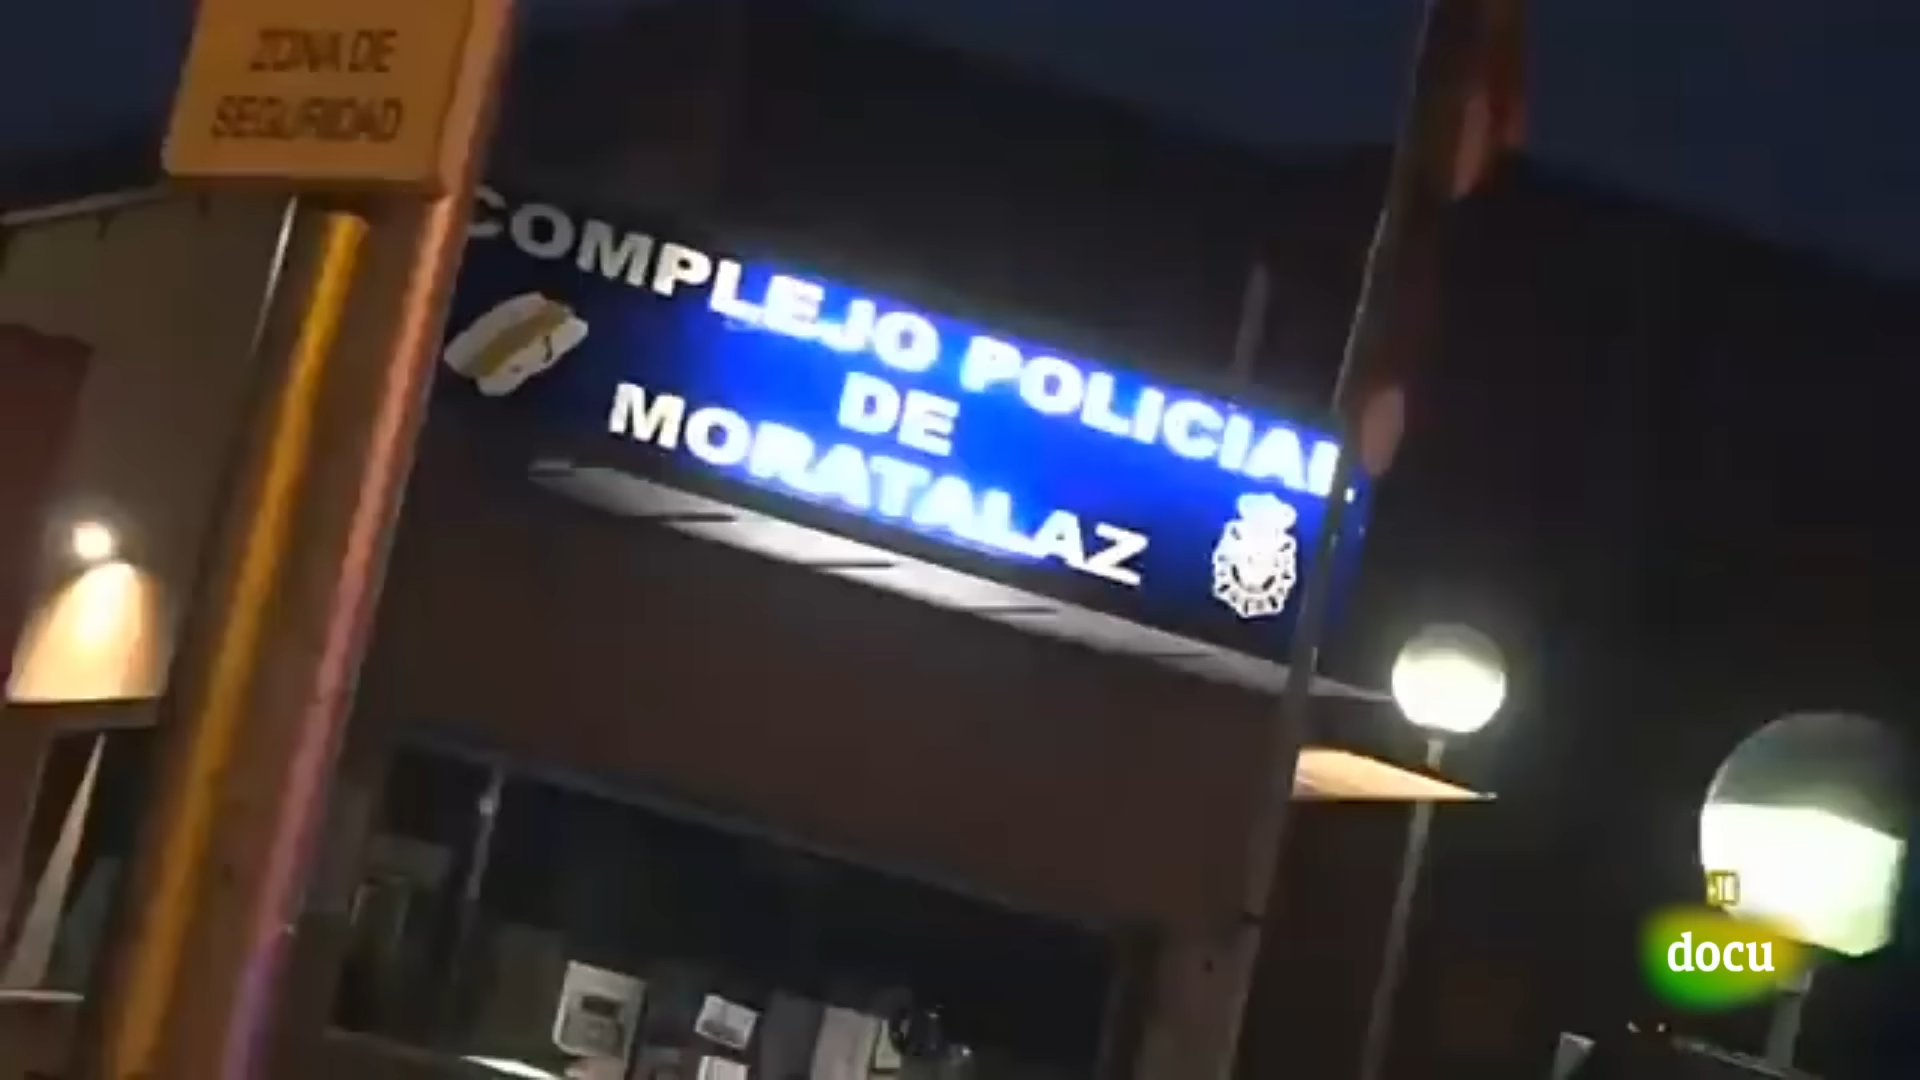 ZONA DE
SEGURIDAD
COMPLEJO POLICIAL
DE
MORATALAZ
docu